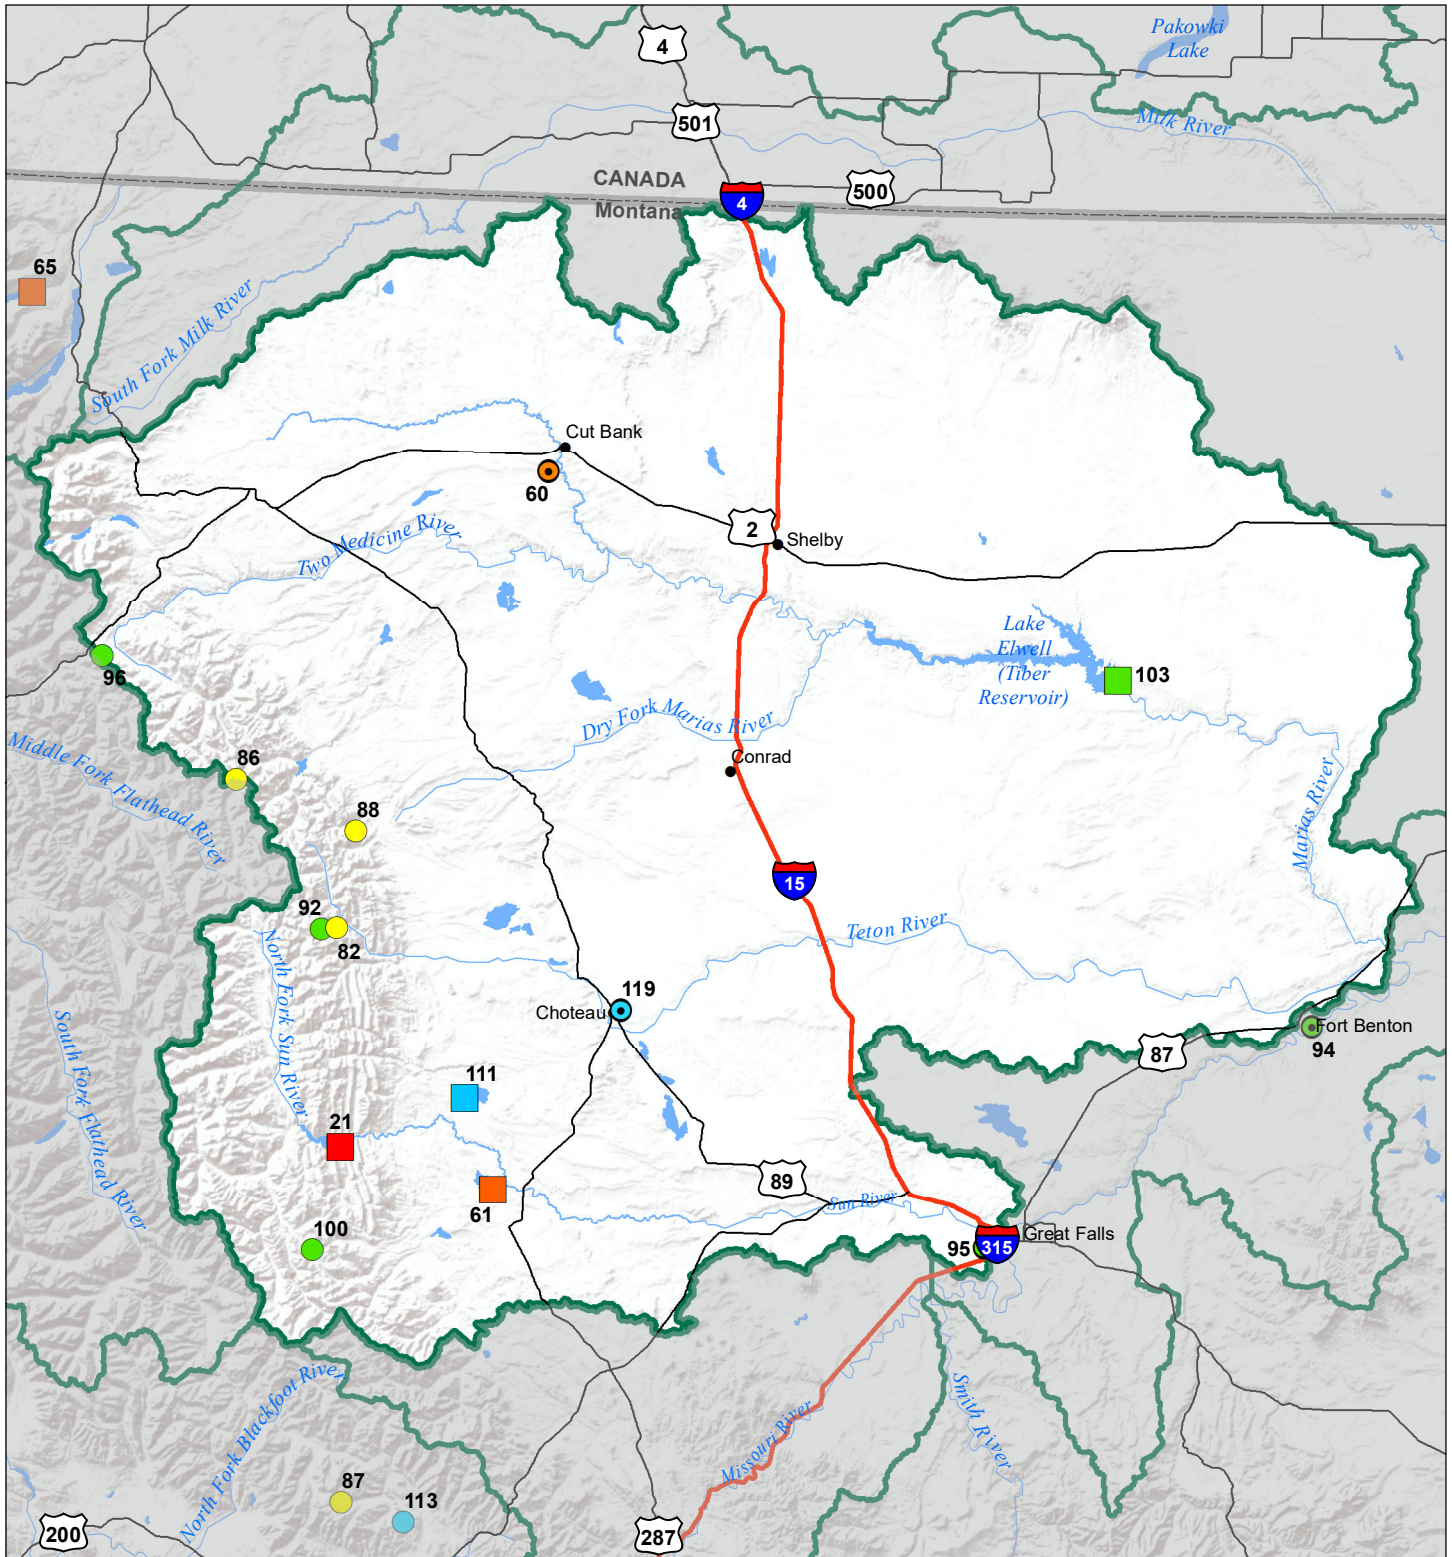 Pakowki
Lake
4
501
Milk River
CANADA
Montana
4
500
65
South Fork Milk River
Cut Bank
60
2
Shelby
Two Medicine River
Lake
Elwell
(Tiber
Reservoir)
103
96
Dry Fork Marias River
Middle Fork Flathead River
86
Conrad
88
Marias River
15
92
82
Teton River
North Fork Sun River
119
Choteau
South Fork Flathead River
Fort Benton
94
87
111
21
89
61
Sun River
100
95
315
Great Falls
North Fork Blackfoot River
Smith River
Missouri River
87
113
200
287